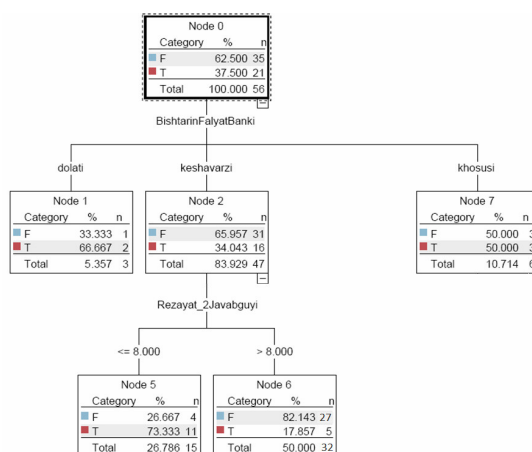 Node 0
Category % n
F 62.500 35
T 37.500 21
Total 100.000 56
BishtarinFalyatBanki
dolati
keshavarzi
khosusi
Node 1
Category % n
F 33.333 1
T 66.667 2
Total 5.357 3
Node 2
Category % n
F 65.957 31
T 34.043 16
Total 83.929 47
Node 7
Category % n
F 50.000 3
T 50.000 3
Total 10.714 6
Rezayat_2Javabguyi
<= 8.000
> 8.000
Node 5
Category % n
F 26.667 4
T 73.333 11
Total 26.786 15
Node 6
Category % n
F 82.143 27
T 17.857 5
Total 50.000 32